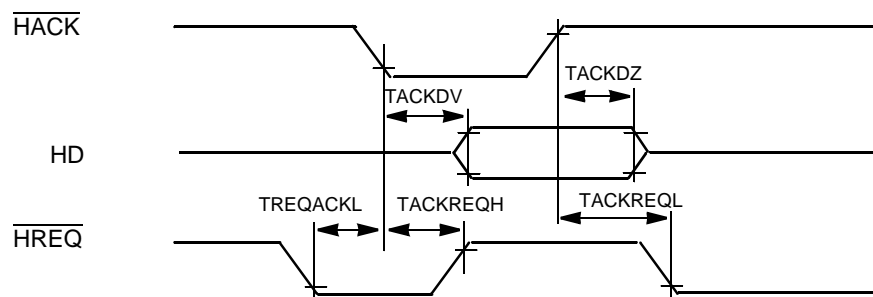 HACK
TACKDZ
TACKDV
HD
TREQACKL TACKREQH TACKREQL
HREQ